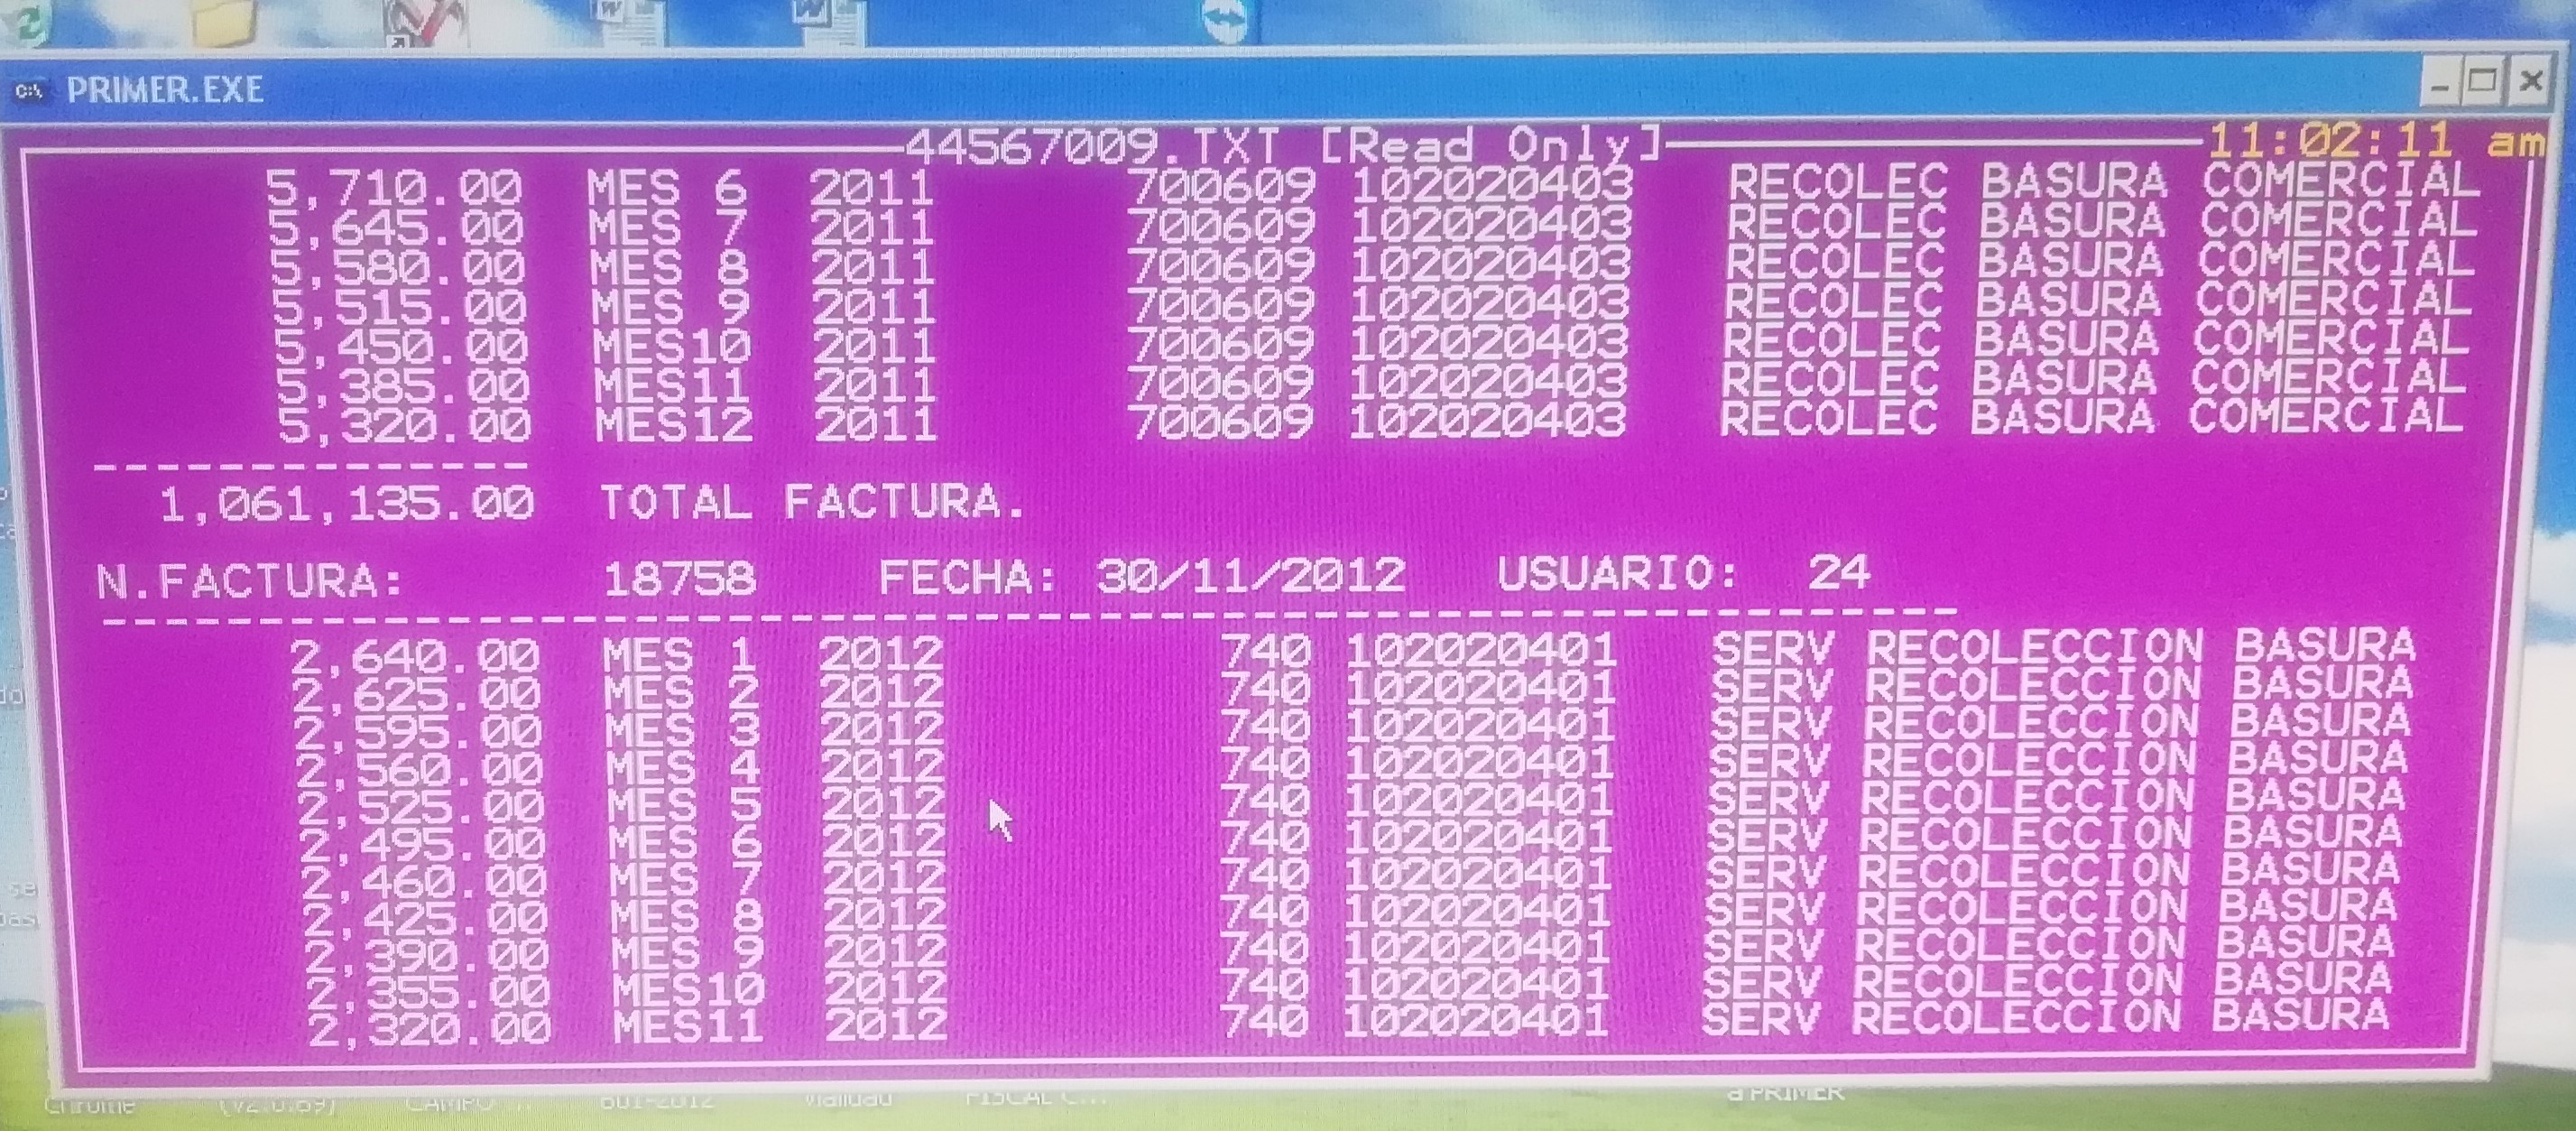 PRIMER.EXE
44567009.TXT [Read Only] 11:02:11 am
5,710.00 MES 6 2011 700609 102020403 RECOLEC BASURA COMERCIAL
5,645.00 MES 7 2011 700609 102020403 RECOLEC BASURA COMERCIAL
5,580.00 MES 8 2011 700609 102020403 RECOLEC BASURA COMERCIAL
5,515.00 MES 9 2011 700609 102020403 RECOLEC BASURA COMERCIAL
5,450.00 MES10 2011 700609 102020403 RECOLEC BASURA COMERCIAL
5,385.00 MES11 2011 700609 102020403 RECOLEC BASURA COMERCIAL
5,320.00 MES12 2011 700609 102020403 RECOLEC BASURA COMERCIAL
--------------
1,061,135.00 TOTAL FACTURA.
N.FACTURA: 18758 FECHA: 30/11/2012 USUARIO: 24
------------------------------------------------------------
2,640.00 MES 1 2012 740 102020401 SERV RECOLECCION BASURA
2,625.00 MES 2 2012 740 102020401 SERV RECOLECCION BASURA
2,595.00 MES 3 2012 740 102020401 SERV RECOLECCION BASURA
2,560.00 MES 4 2012 740 102020401 SERV RECOLECCION BASURA
2,525.00 MES 5 2012 740 102020401 SERV RECOLECCION BASURA
2,495.00 MES 6 2012 740 102020401 SERV RECOLECCION BASURA
2,460.00 MES 7 2012 740 102020401 SERV RECOLECCION BASURA
2,425.00 MES 8 2012 740 102020401 SERV RECOLECCION BASURA
2,390.00 MES 9 2012 740 102020401 SERV RECOLECCION BASURA
2,355.00 MES10 2012 740 102020401 SERV RECOLECCION BASURA
2,320.00 MES11 2012 740 102020401 SERV RECOLECCION BASURA
Chrome CAMPO 601-2012 Vialidad FISCAL C... a PRIMER